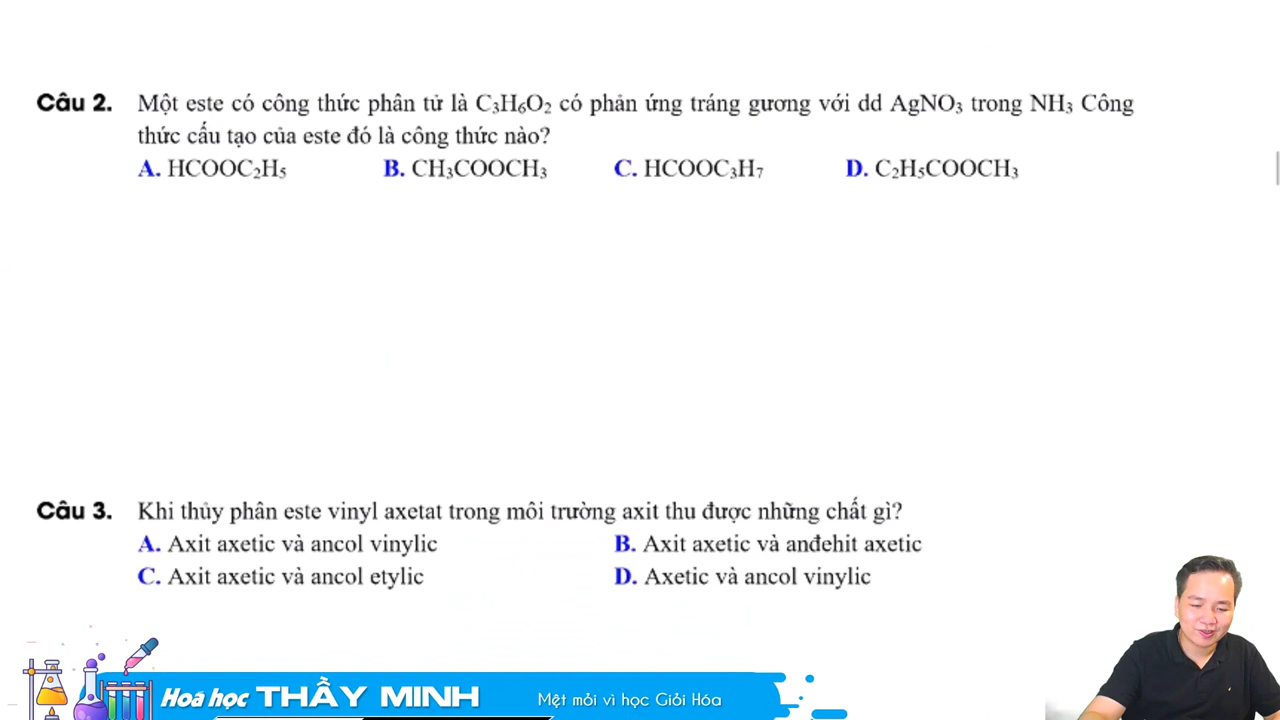 Câu 2. Một este có công thức phân tử là C₃H₆O₂ có phản ứng tráng gương với dd AgNO₃ trong NH₃ Công
thức cấu tạo của este đó là công thức nào?
A. HCOOC₂H₅ B. CH₃COOCH₃ C. HCOOC₃H₇ D. C₂H₅COOCH₃
Câu 3. Khi thủy phân este vinyl axetat trong môi trường axit thu được những chất gì?
A. Axit axetic và ancol vinylic B. Axit axetic và anđehit axetic
C. Axit axetic và ancol etylic D. Axetic và ancol vinylic
Hoá học THẦY MINH Mệt mỏi vì học Giỏi Hóa